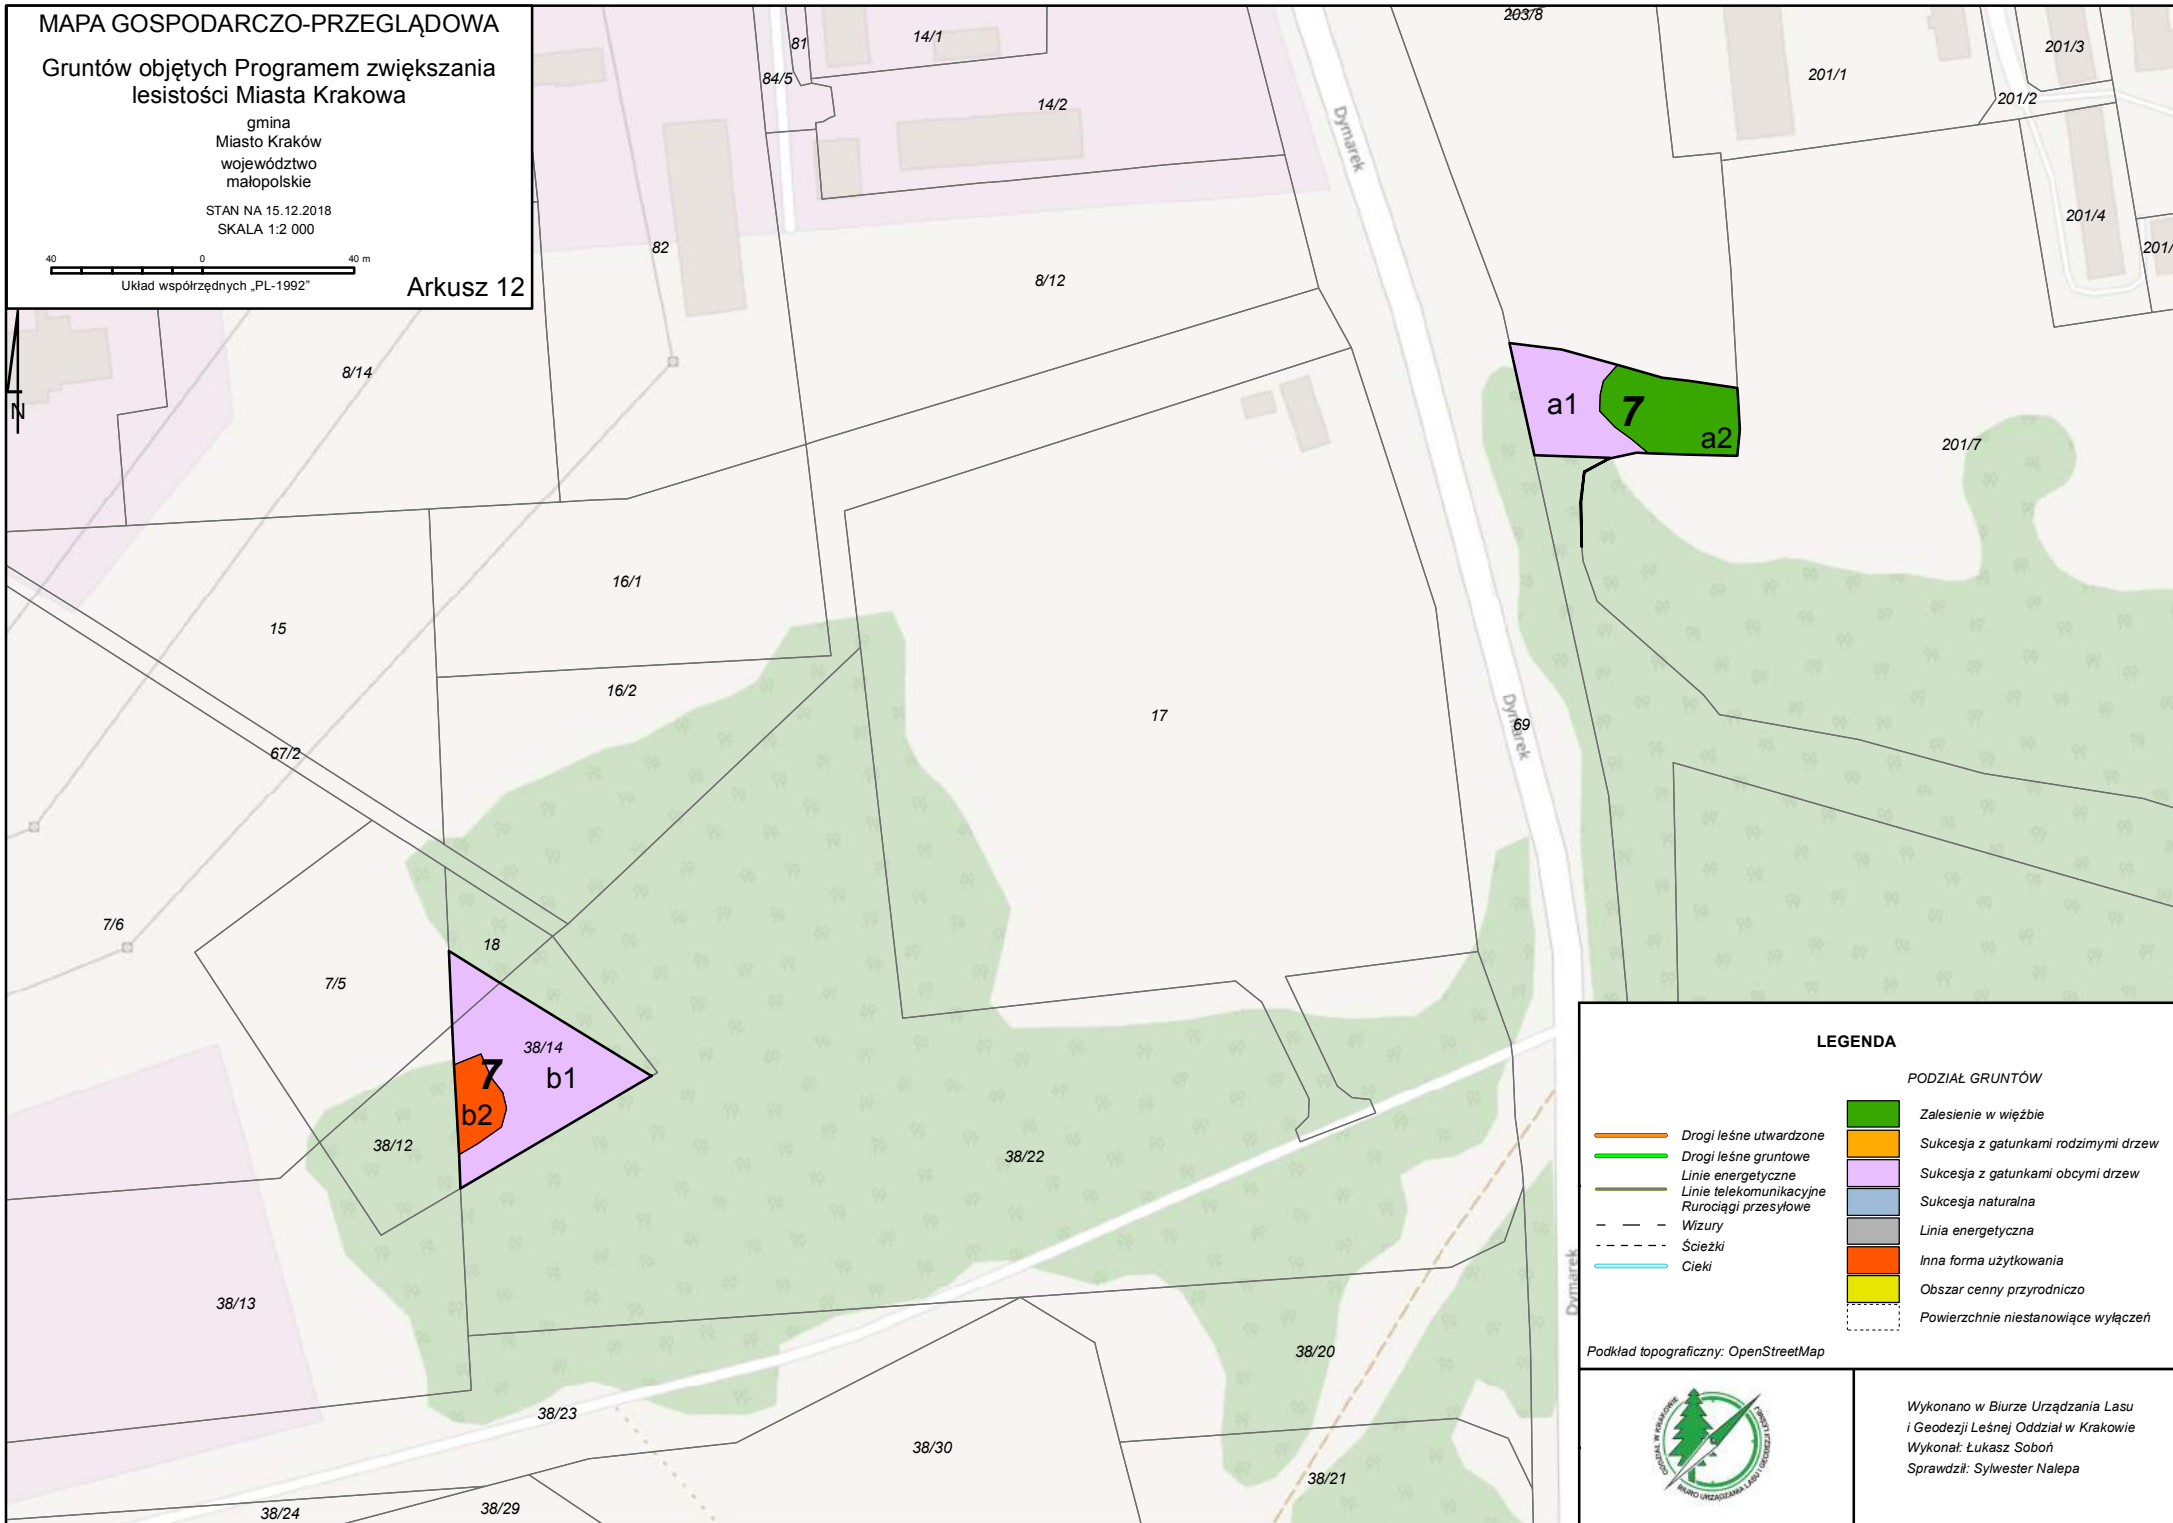 MAPA GOSPODARCZO-PRZEGLĄDOWA
Gruntów objętych Programem zwiększania
lesistości Miasta Krakowa
gmina
Miasto Kraków
województwo
małopolskie
STAN NA 15.12.2018
SKALA 1:2 000
40 0 40 m
Układ współrzędnych „PL-1992”
Arkusz 12
N
81
84/5
14/1
14/2
82
8/12
8/14
203/8
201/1
201/2
201/3
201/4
201/
201/7
Dymarek
a1
7
a2
15
16/1
16/2
17
Dymarek
69
67/2
7/6
7/5
18
38/14
7
b1
b2
38/12
38/22
38/13
38/20
38/23
38/30
38/21
38/24
38/29
Dymarek
LEGENDA
PODZIAŁ GRUNTÓW
Drogi leśne utwardzone
Drogi leśne gruntowe
Linie energetyczne
Linie telekomunikacyjne
Rurociągi przesyłowe
Wizury
Ścieżki
Cieki
Zalesienie w więźbie
Sukcesja z gatunkami rodzimymi drzew
Sukcesja z gatunkami obcymi drzew
Sukcesja naturalna
Linia energetyczna
Inna forma użytkowania
Obszar cenny przyrodniczo
Powierzchnie niestanowiące wyłączeń
Podkład topograficzny: OpenStreetMap
ODDZIAŁ W KRAKOWIE
BIURO URZĄDZANIA LASU I GEODEZJI LEŚNEJ
Wykonano w Biurze Urządzania Lasu
i Geodezji Leśnej Oddział w Krakowie
Wykonał: Łukasz Soboń
Sprawdził: Sylwester Nalepa